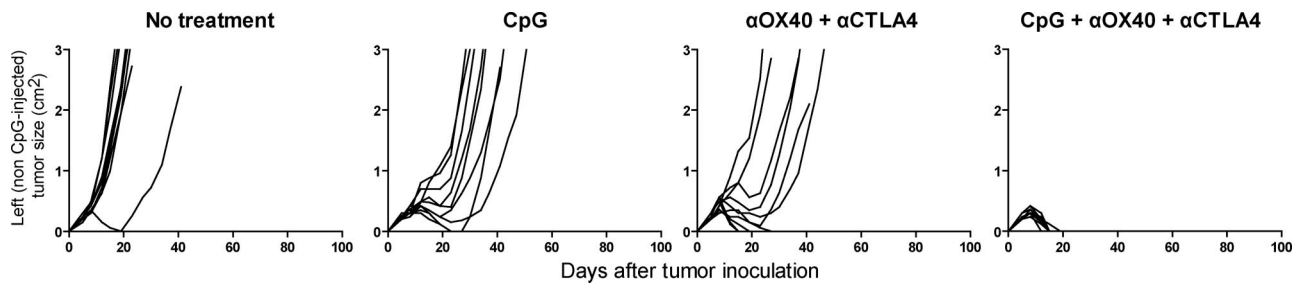 No treatment
CpG
αOX40 + αCTLA4
CpG + αOX40 + αCTLA4
Left (non CpG-injected)
tumor size (cm2)
3
2
1
0
0 20 40 60 80 100
3
2
1
0
0 20 40 60 80 100
3
2
1
0
0 20 40 60 80 100
3
2
1
0
0 20 40 60 80 100
Days after tumor inoculation